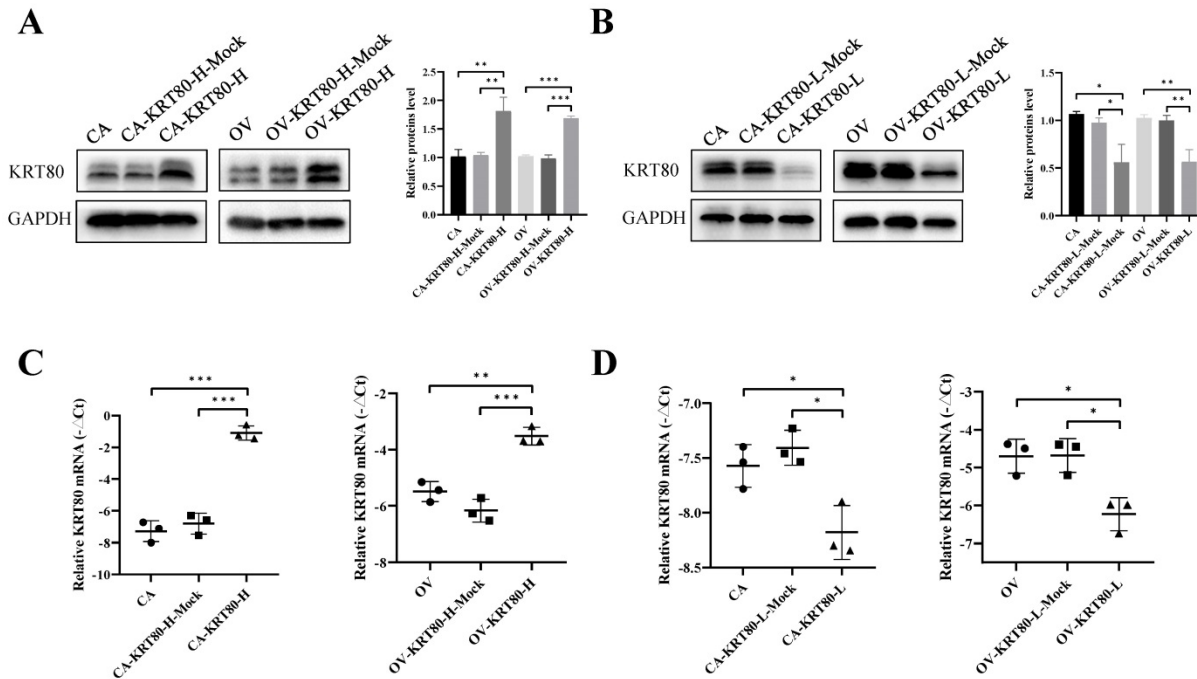 A
CA
CA-KRT80-H-Mock
CA-KRT80-H
OV
OV-KRT80-H-Mock
OV-KRT80-H
KRT80
GAPDH
Relative proteins level
2.5
2.0
1.5
1.0
0.5
0.0
**
**
***
***
CA
CA-KRT80-H-Mock
CA-KRT80-H
OV
OV-KRT80-H-Mock
OV-KRT80-H
B
CA
CA-KRT80-L-Mock
CA-KRT80-L
OV
OV-KRT80-L-Mock
OV-KRT80-L
KRT80
GAPDH
Relative proteins level
1.5
1.0
0.5
0.0
*
*
**
**
CA
CA-KRT80-L-Mock
CA-KRT80-L-Mock
OV
OV-KRT80-L-Mock
OV-KRT80-L
C
Relative KRT80 mRNA (-△Ct)
0
-2
-4
-6
-8
-10
***
***
CA
CA-KRT80-H-Mock
CA-KRT80-H
Relative KRT80 mRNA (-△Ct)
-2
-4
-6
-8
**
***
OV
OV-KRT80-H-Mock
OV-KRT80-H
D
Relative KRT80 mRNA (-△Ct)
-7.0
-7.5
-8.0
-8.5
*
*
CA
CA-KRT80-L-Mock
CA-KRT80-L
Relative KRT80 mRNA (-△Ct)
-3
-4
-5
-6
-7
*
*
OV
OV-KRT80-L-Mock
OV-KRT80-L